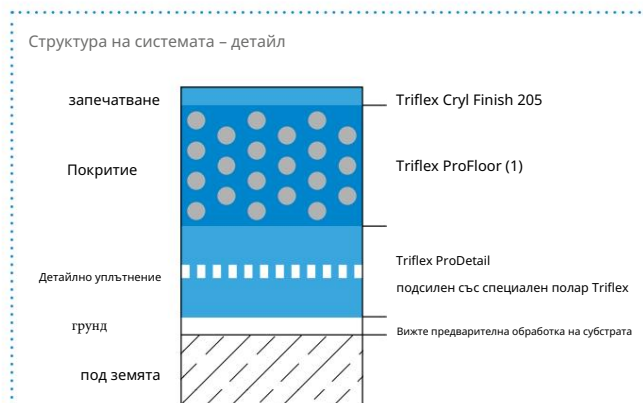 Структура на системата – детайл
запечатване
Triflex Cryl Finish 205
Покритие
Triflex ProFloor (1)
Triflex ProDetail
Детайлно уплътнение
подсилен със специален полар Triflex
грунд
Вижте предварителна обработка на субстрата
под земята